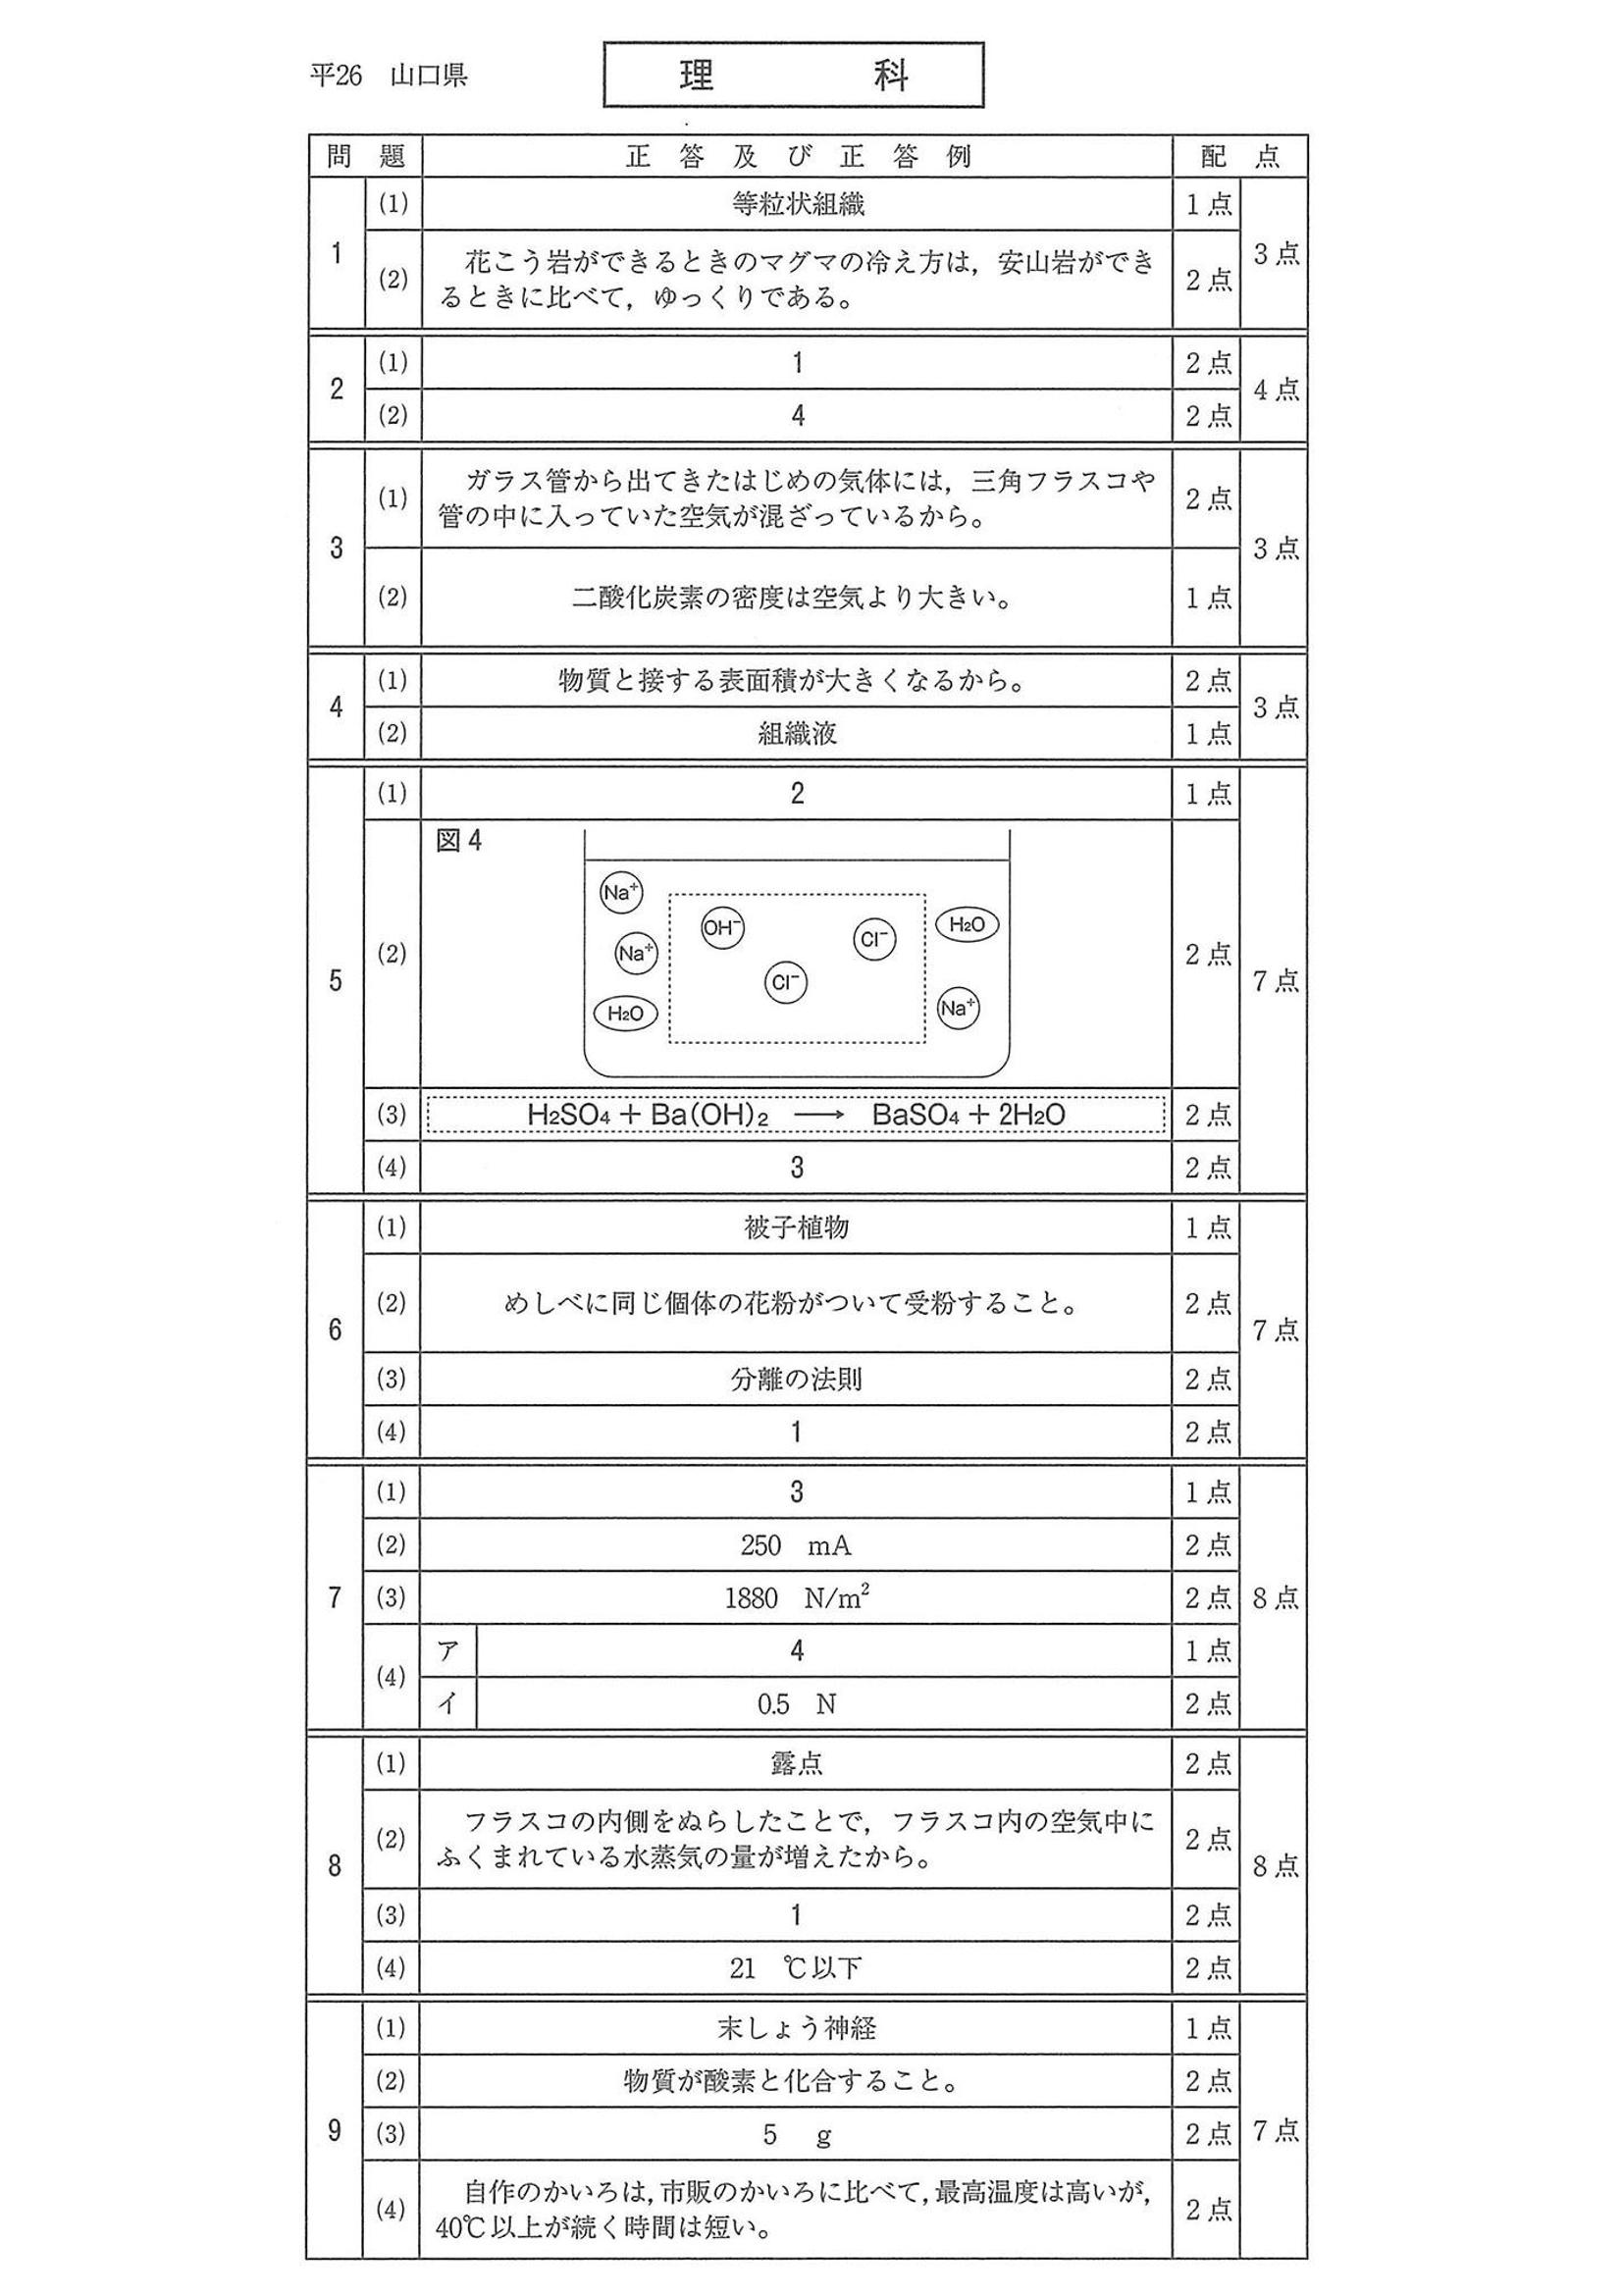 平26 山口県
理 科
問 題 正 答 及 び 正 答 例 配 点
1 (1) 等粒状組織 1点 3点
(2) 花こう岩ができるときのマグマの冷え方は，安山岩ができ
るときに比べて，ゆっくりである。 2点
2 (1) 1 2点 4点
(2) 4 2点
3 (1) ガラス管から出てきたはじめの気体には，三角フラスコや
管の中に入っていた空気が混ざっているから。 2点 3点
(2) 二酸化炭素の密度は空気より大きい。 1点
4 (1) 物質と接する表面積が大きくなるから。 2点 3点
(2) 組織液 1点
5 (1) 2 1点 7点
(2) 図4 2点
Na⁺ OH⁻ Cl⁻ H₂O
Na⁺ Cl⁻
H₂O Na⁺
(3) H₂SO₄ + Ba(OH)₂ → BaSO₄ + 2H₂O 2点
(4) 3 2点
6 (1) 被子植物 1点 7点
(2) めしべに同じ個体の花粉がついて受粉すること。 2点
(3) 分離の法則 2点
(4) 1 2点
7 (1) 3 1点 8点
(2) 250 mA 2点
(3) 1880 N/m² 2点
(4) ア 4 1点
イ 0.5 N 2点
8 (1) 露点 2点 8点
(2) フラスコの内側をぬらしたことで，フラスコ内の空気中に
ふくまれている水蒸気の量が増えたから。 2点
(3) 1 2点
(4) 21 ℃以下 2点
9 (1) 末しょう神経 1点 7点
(2) 物質が酸素と化合すること。 2点
(3) 5 g 2点
(4) 自作のかいろは，市販のかいろに比べて，最高温度は高いが，
40℃以上が続く時間は短い。 2点